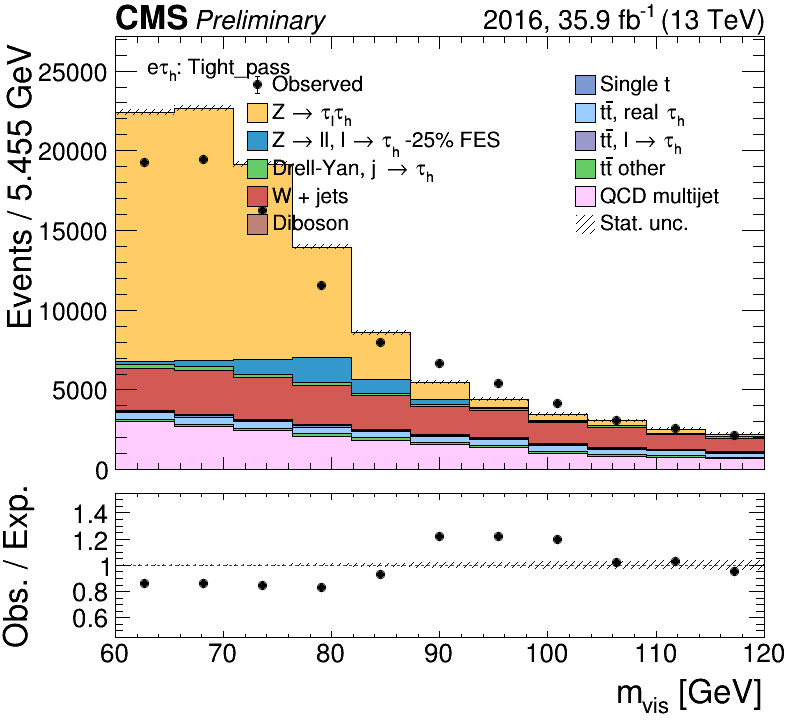 CMS Preliminary 2016, 35.9 fb⁻¹ (13 TeV)
Events / 5.455 GeV
25000
20000
15000
10000
5000
0
eτₕ: Tight_pass
Observed
Z → τₗτₕ
Z → ll, l → τₕ -25% FES
Drell-Yan, j → τₕ
W + jets
Diboson
Single t
tt̄, real τₕ
tt̄, l → τₕ
tt̄ other
QCD multijet
Stat. unc.
Obs. / Exp.
1.4
1.2
1
0.8
0.6
60 70 80 90 100 110 120
m_vis [GeV]